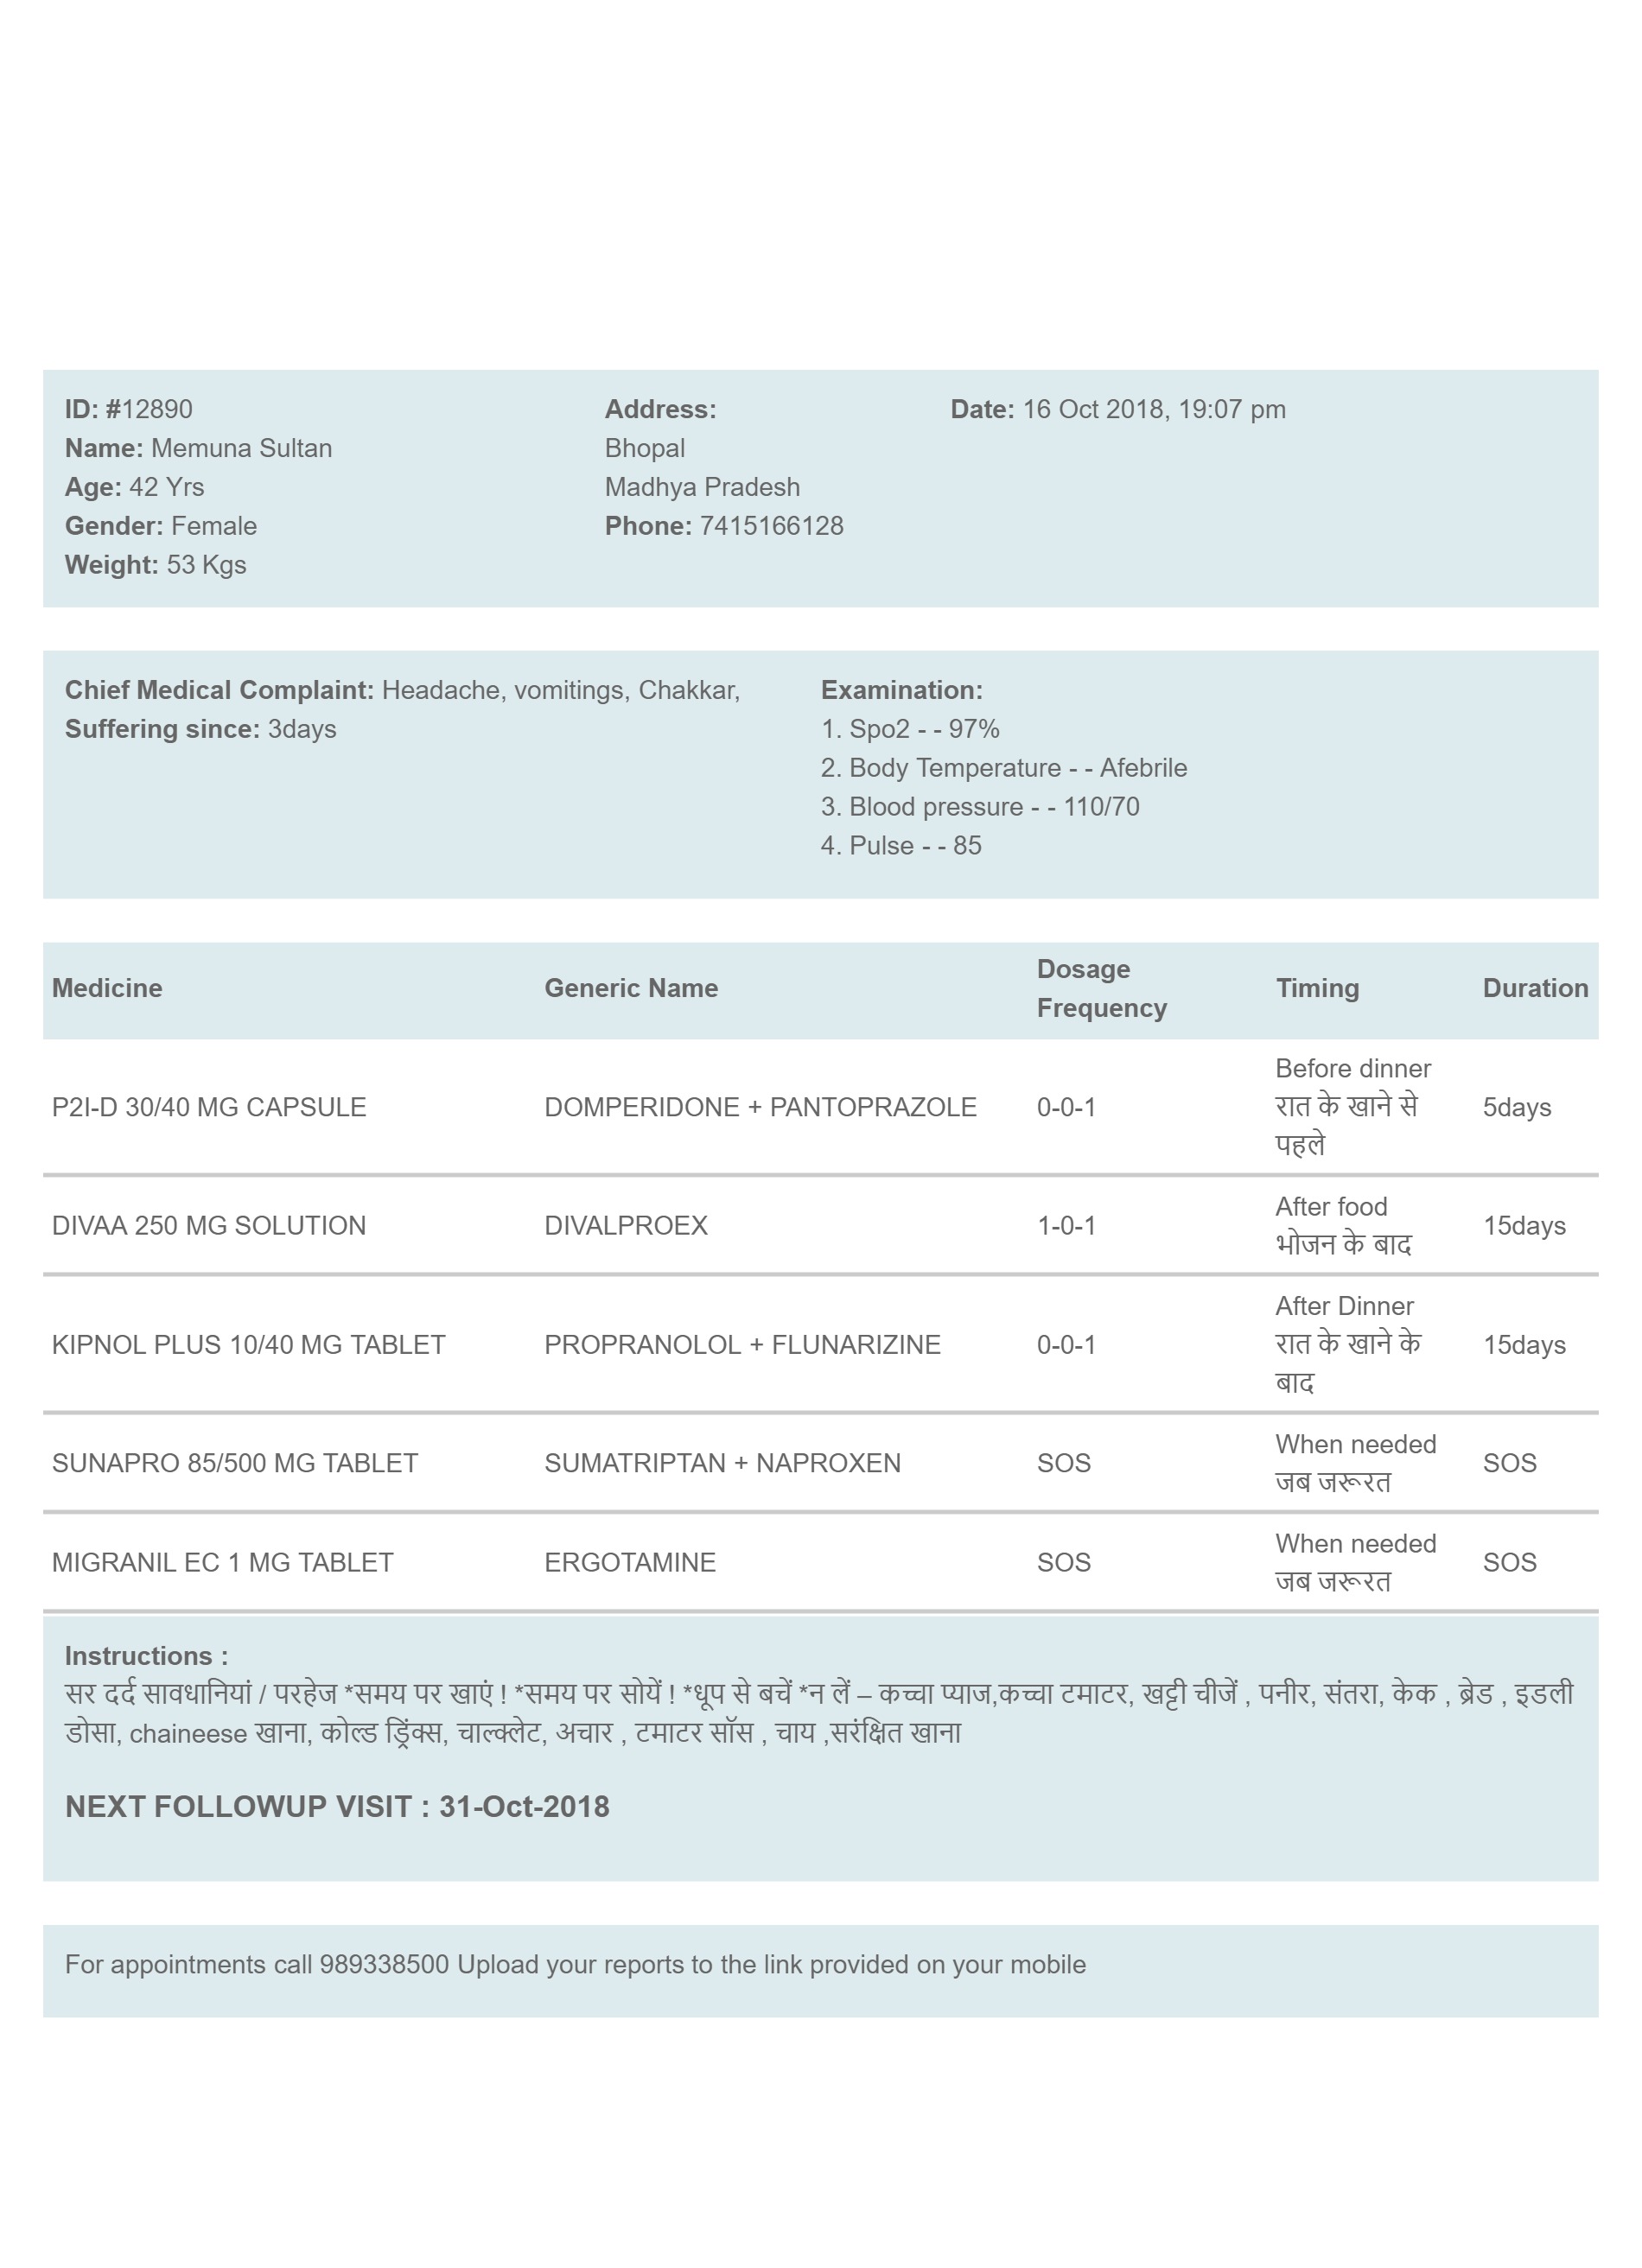 ID: #12890
Name: Memuna Sultan
Age: 42 Yrs
Gender: Female
Weight: 53 Kgs
Address:
Bhopal
Madhya Pradesh
Phone: 7415166128
Date: 16 Oct 2018, 19:07 pm
Chief Medical Complaint: Headache, vomitings, Chakkar,
Suffering since: 3days
Examination:
1. Spo2 - - 97%
2. Body Temperature - - Afebrile
3. Blood pressure - - 110/70
4. Pulse - - 85
Medicine Generic Name Dosage Frequency Timing Duration
P2I-D 30/40 MG CAPSULE DOMPERIDONE + PANTOPRAZOLE 0-0-1 Before dinner रात के खाने से पहले 5days
DIVAA 250 MG SOLUTION DIVALPROEX 1-0-1 After food भोजन के बाद 15days
KIPNOL PLUS 10/40 MG TABLET PROPRANOLOL + FLUNARIZINE 0-0-1 After Dinner रात के खाने के बाद 15days
SUNAPRO 85/500 MG TABLET SUMATRIPTAN + NAPROXEN SOS When needed जब जरूरत SOS
MIGRANIL EC 1 MG TABLET ERGOTAMINE SOS When needed जब जरूरत SOS
Instructions :
सर दर्द सावधानियां / परहेज *समय पर खाएं ! *समय पर सोयें ! *धूप से बचें *न लें – कच्चा प्याज,कच्चा टमाटर, खट्टी चीजें , पनीर, संतरा, केक , ब्रेड , इडली
डोसा, chaineese खाना, कोल्ड ड्रिंक्स, चाल्क्लेट, अचार , टमाटर सॉस , चाय ,सरंक्षित खाना
NEXT FOLLOWUP VISIT : 31-Oct-2018
For appointments call 989338500 Upload your reports to the link provided on your mobile